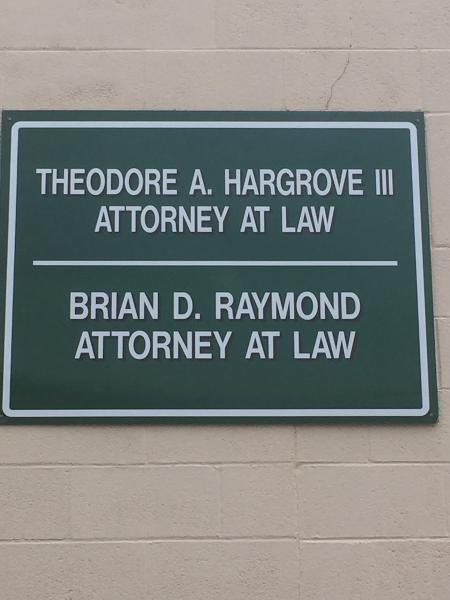 THEODORE A. HARGROVE III
ATTORNEY AT LAW
BRIAN D. RAYMOND
ATTORNEY AT LAW